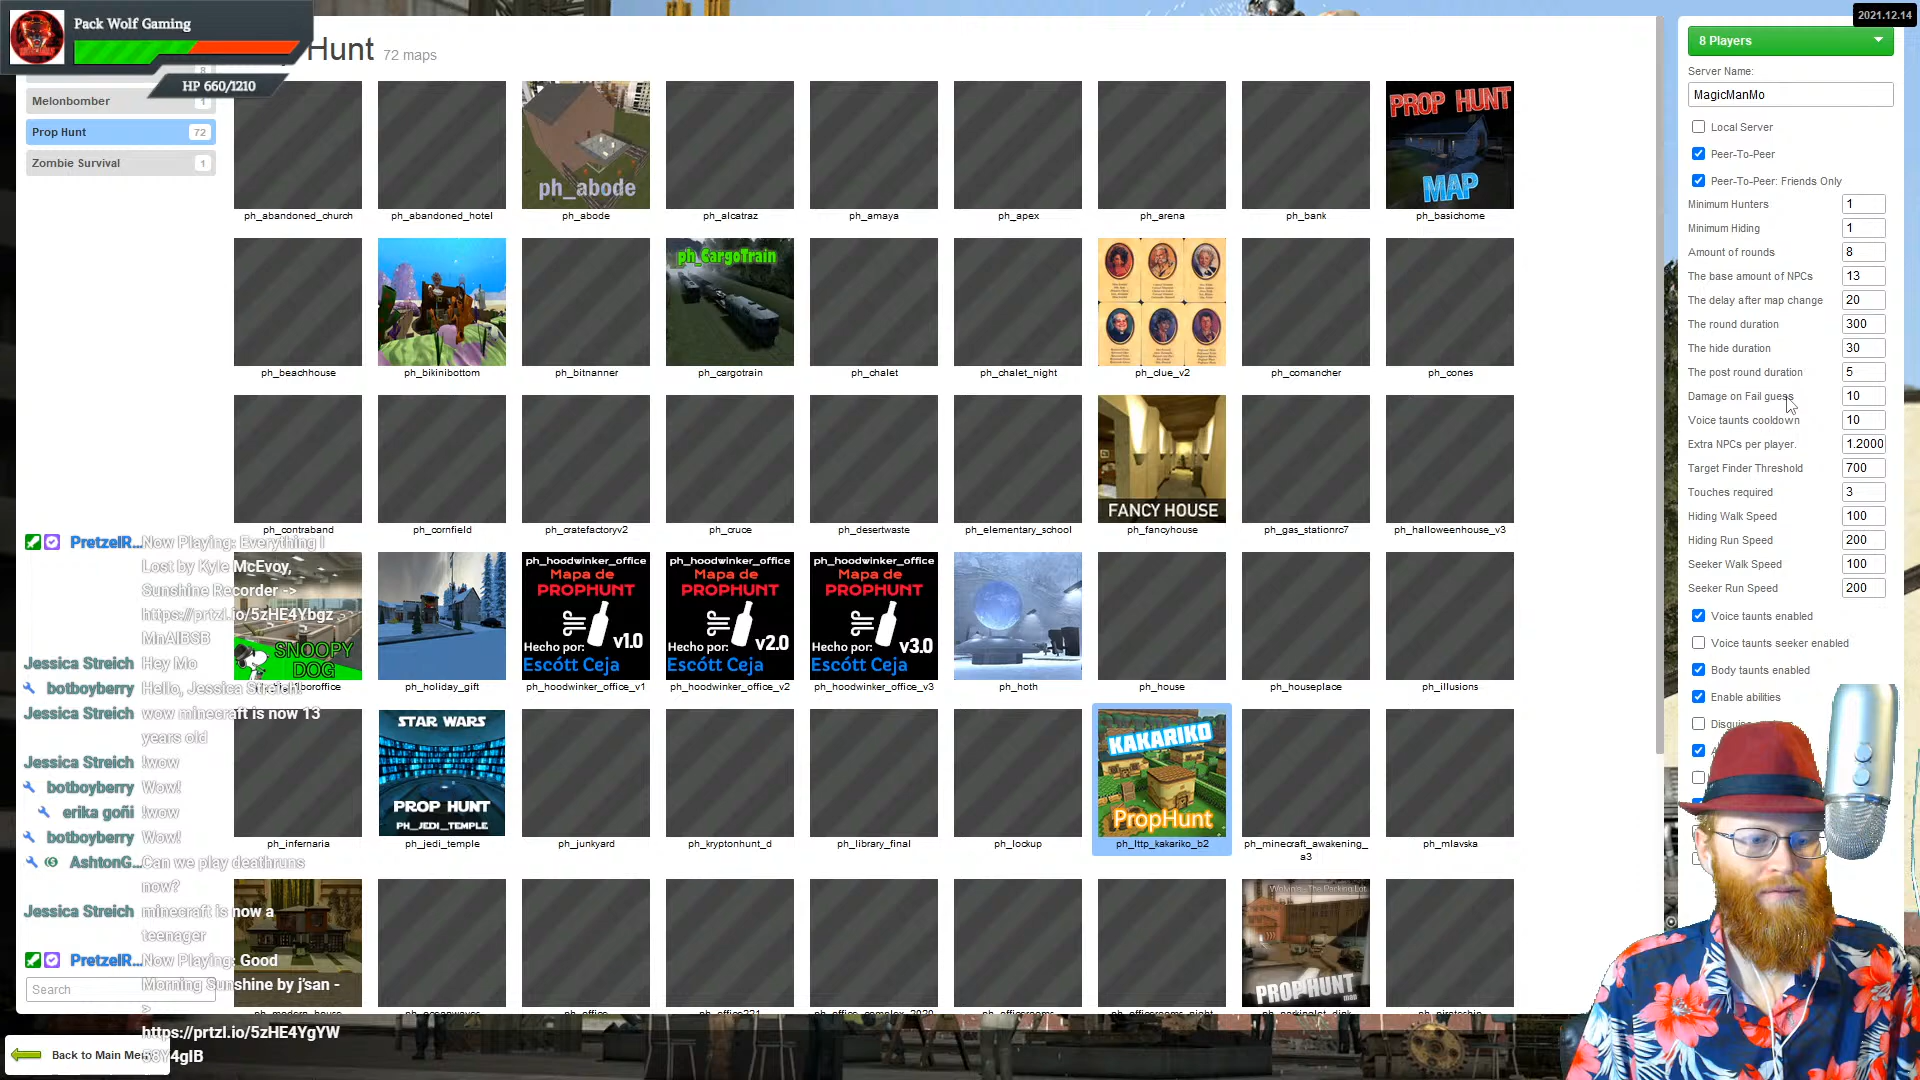 Pack Wolf Gaming
HP 660/1210
Hunt 72 maps
2021.12.14
8
Melonbomber 1
Prop Hunt 72
Zombie Survival 1
ph_abode
PROP HUNT
MAP
ph_abandoned_church
ph_abandoned_hotel
ph_abode
ph_alcatraz
ph_amaya
ph_apex
ph_arena
ph_bank
ph_basichome
ph_CargoTrain
ph_beachhouse
ph_bikinibottom
ph_bitnanner
ph_cargotrain
ph_chalet
ph_chalet_night
ph_clue_v2
ph_comancher
ph_cones
FANCY HOUSE
ph_contraband
ph_cornfield
ph_cratefactoryv2
ph_cruce
ph_desertwaste
ph_elementary_school
ph_fancyhouse
ph_gas_stationrc7
ph_halloweenhouse_v3
SNOOPY
DOG
ph_hoodwinker_office
Mapa de
PROPHUNT
v1.0
Hecho por:
Escótt Ceja
ph_hoodwinker_office
Mapa de
PROPHUNT
v2.0
Hecho por:
Escótt Ceja
ph_hoodwinker_office
Mapa de
PROPHUNT
v3.0
Hecho por:
Escótt Ceja
ph_holiday_gift
ph_hoodwinker_office_v1
ph_hoodwinker_office_v2
ph_hoodwinker_office_v3
ph_hoth
ph_house
ph_houseplace
ph_illusions
STAR WARS
PROP HUNT
PH_JEDI_TEMPLE
KAKARIKO
PropHunt
ph_infernaria
ph_jedi_temple
ph_junkyard
ph_kryptonhunt_d
ph_library_final
ph_lockup
ph_lttp_kakariko_b2
ph_minecraft_awakening_
a3
ph_mlavska
PROPHUNT
PretzelR... Now Playing: Everything I
Lost by Kyle McEvoy,
Sunshine Recorder ->
https://prtzl.io/5zHE4Ybgz
MnAlBSB
Jessica Streich Hey Mo
botboyberry Hello, Jessica Streich!
Jessica Streich wow minecraft is now 13
years old
Jessica Streich !wow
botboyberry Wow!
erika goñi !wow
botboyberry Wow!
AshtonG... Can we play deathruns
now?
Jessica Streich minecraft is now a
teenager
PretzelR... Now Playing: Good
Morning Sunshine by j'san -
>
https://prtzl.io/5zHE4YgYW
Search
Back to Main
8 Players
Server Name:
MagicManMo
Local Server
Peer-To-Peer
Peer-To-Peer: Friends Only
Minimum Hunters 1
Minimum Hiding 1
Amount of rounds 8
The base amount of NPCs 13
The delay after map change 20
The round duration 300
The hide duration 30
The post round duration 5
Damage on Fail guess 10
Voice taunts cooldown 10
Extra NPCs per player. 1.2000
Target Finder Threshold 700
Touches required 3
Hiding Walk Speed 100
Hiding Run Speed 200
Seeker Walk Speed 100
Seeker Run Speed 200
Voice taunts enabled
Voice taunts seeker enabled
Body taunts enabled
Enable abilities